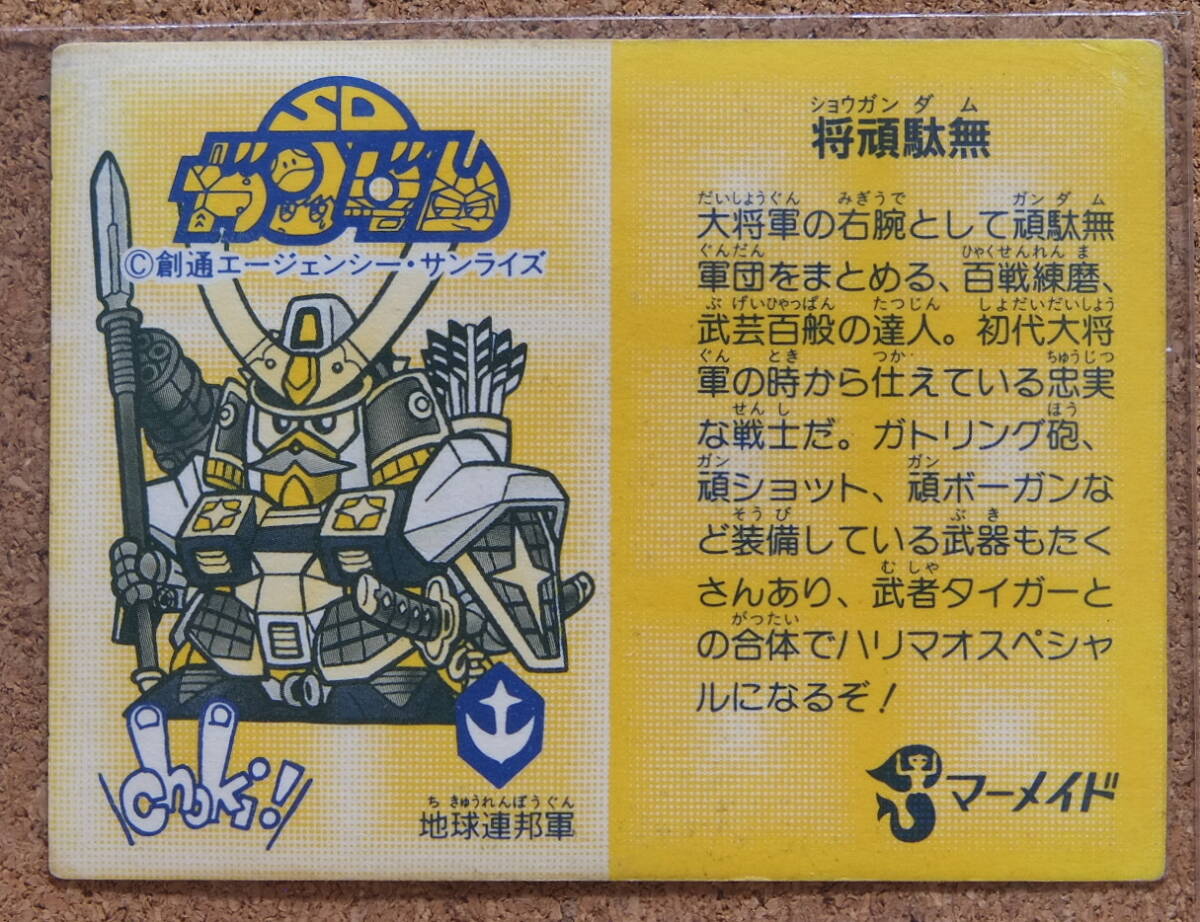 SD
ガンダム
©創通エージェンシー・サンライズ
choki!
ちきゅうれんぽうぐん
地球連邦軍
ショウガンダム
将頑駄無
だいしょうぐん みぎうで ガンダム
大将軍の右腕として頑駄無
ぐんだん ひゃくせんれんま
軍団をまとめる、百戦練磨、
ぶげいひゃっぱん たつじん しょだいだいしょう
武芸百般の達人。初代大将
ぐん とき つか ちゅうじつ
軍の時から仕えている忠実
せんし ほう
な戦士だ。ガトリング砲、
ガン ガン
頑ショット、頑ボーガンな
そうび ぶき
ど装備している武器もたく
むしゃ
さんあり、武者タイガーと
がったい
の合体でハリマオスペシャ
ルになるぞ!
マーメイド